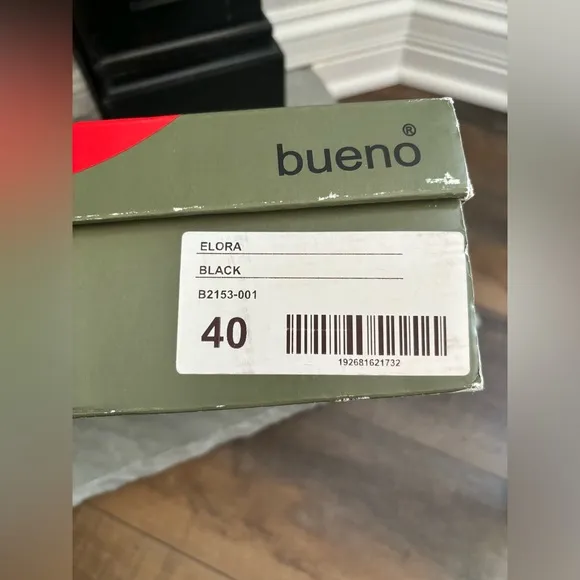 bueno®
ELORA
BLACK
B2153-001
40
192681621732